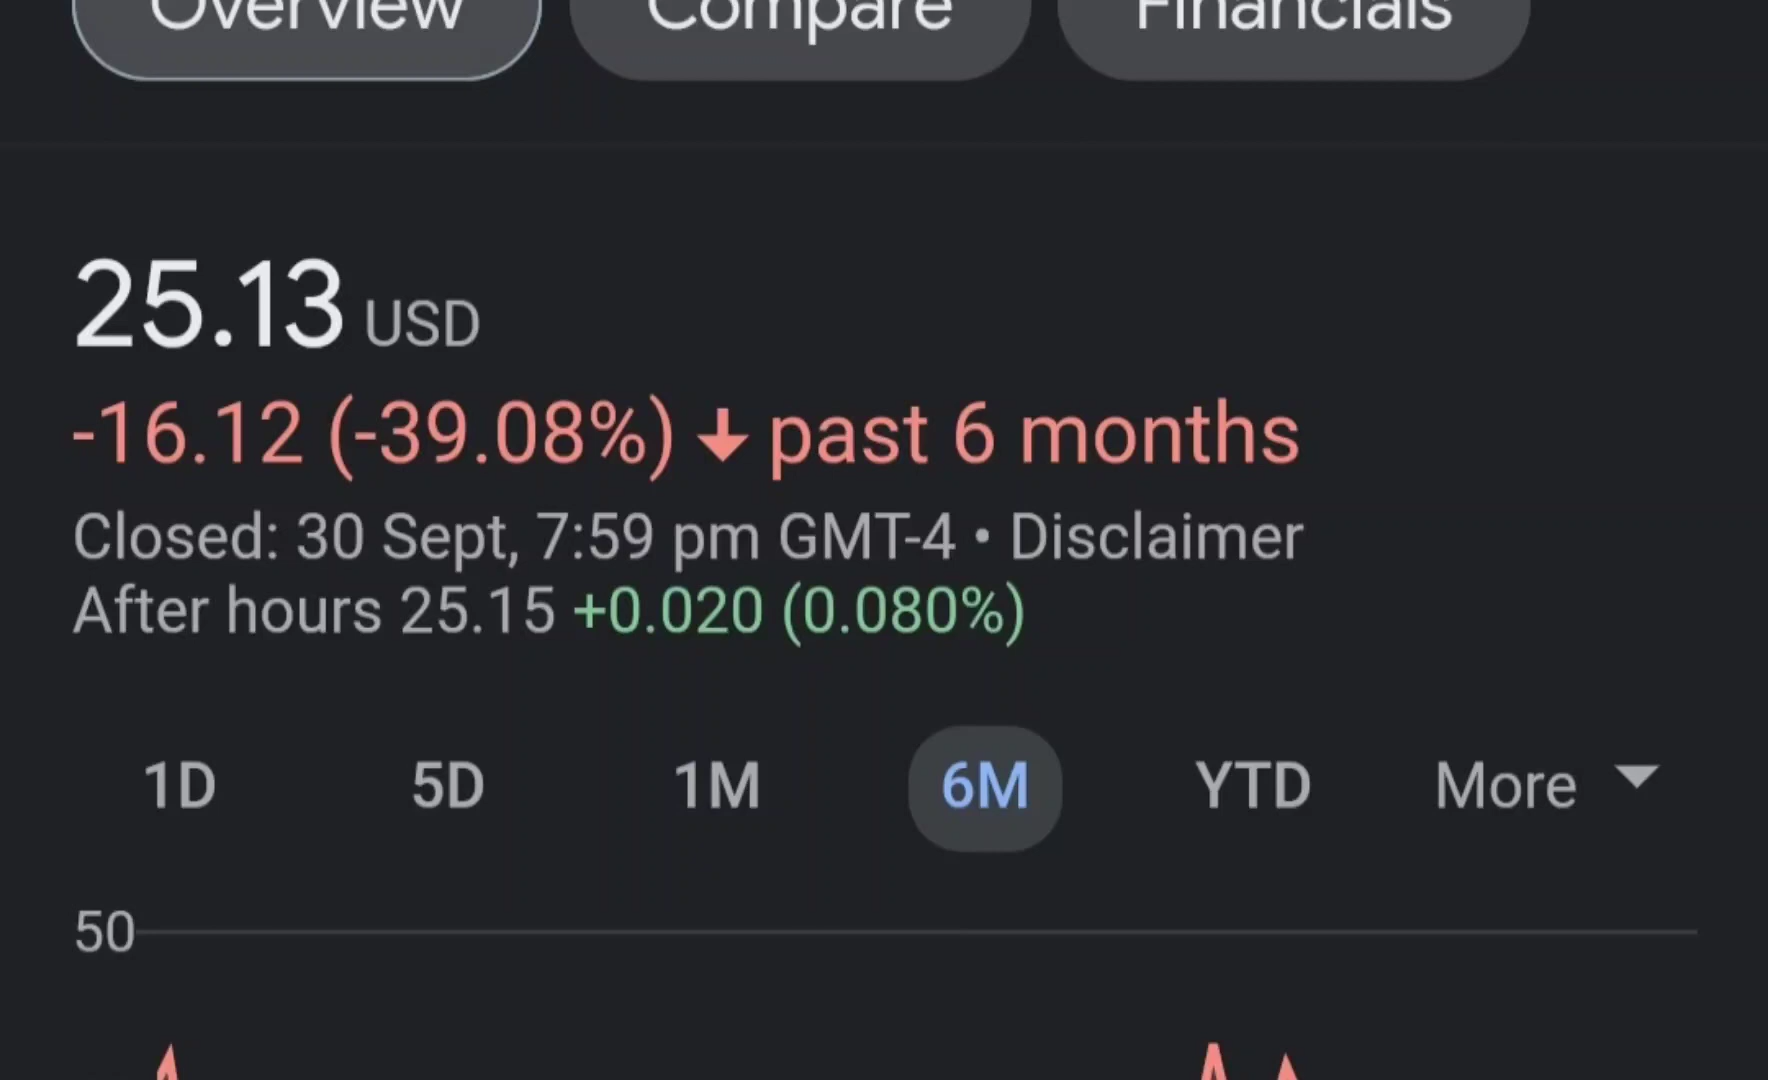 Overview Compare Financials
25.13 USD
-16.12 (-39.08%) ↓ past 6 months
Closed: 30 Sept, 7:59 pm GMT-4 • Disclaimer
After hours 25.15 +0.020 (0.080%)
1D 5D 1M 6M YTD More
50